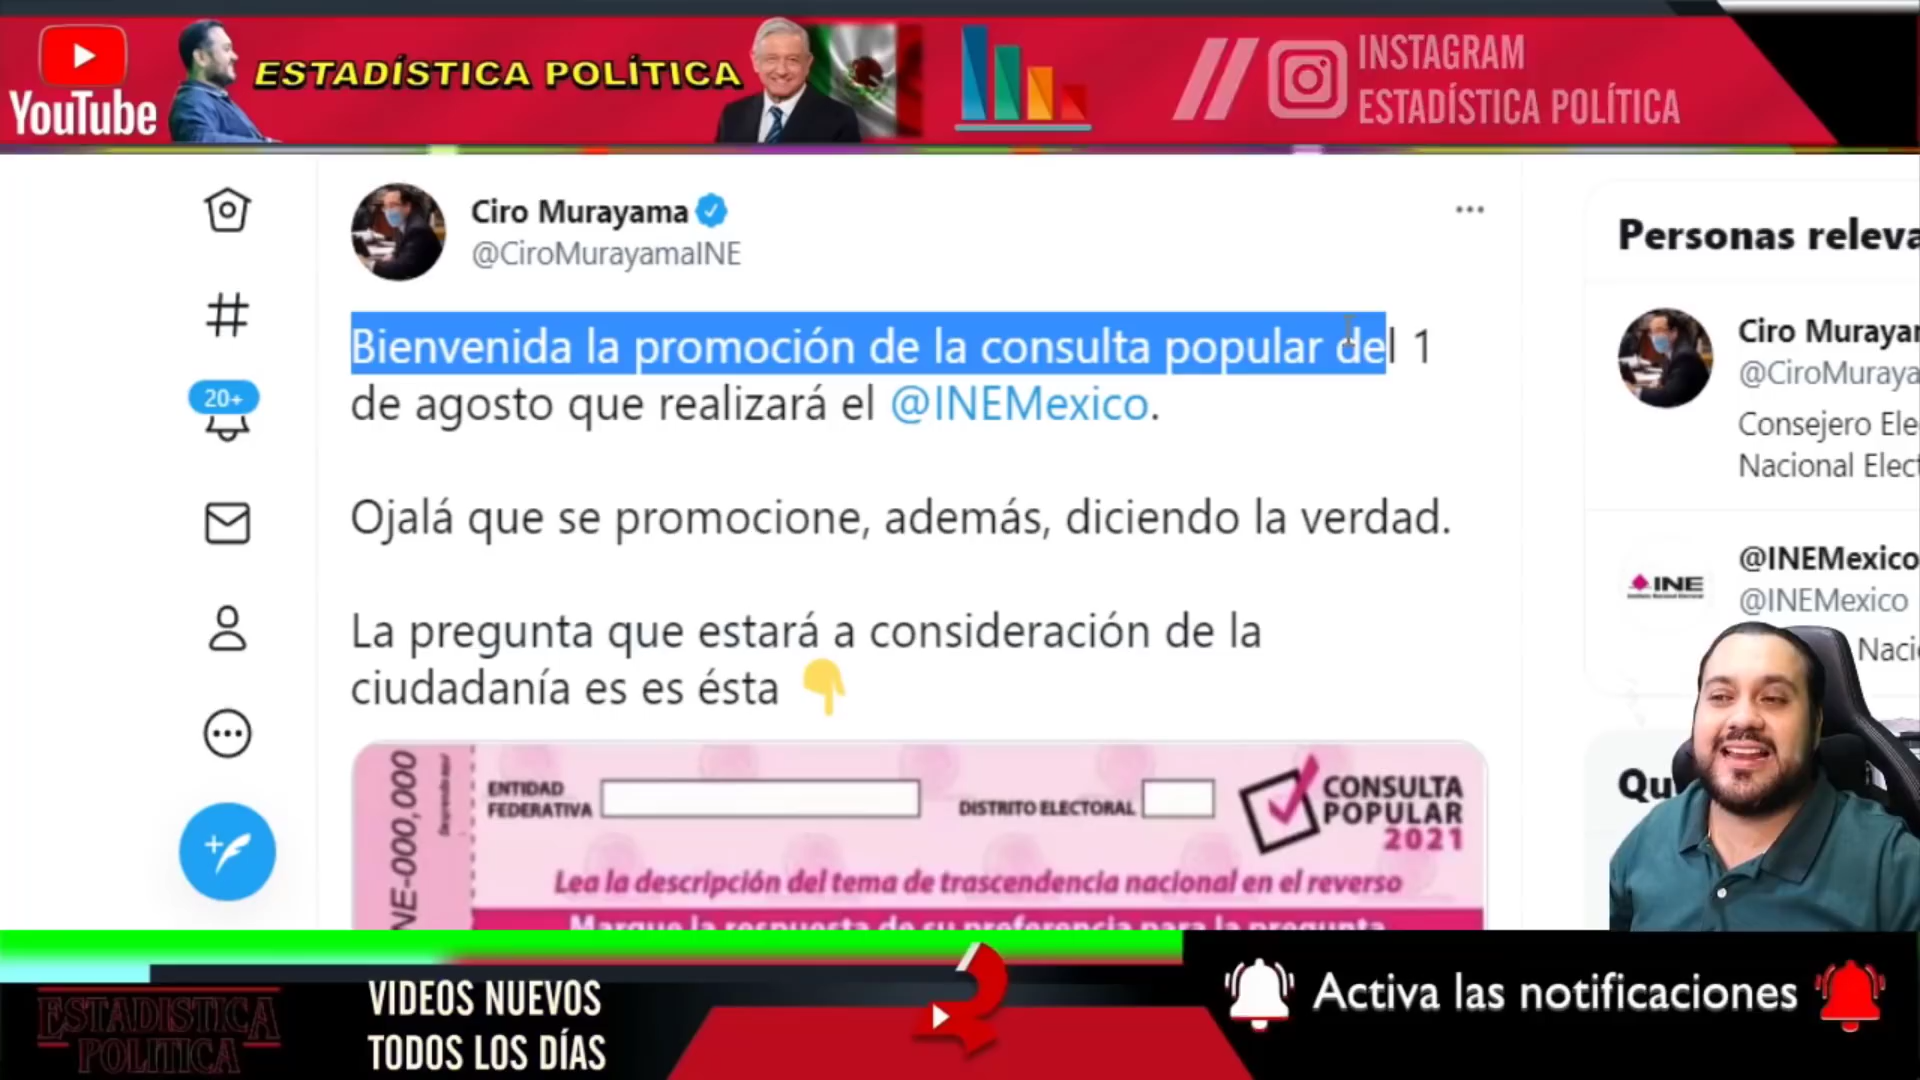 YouTube
ESTADÍSTICA POLÍTICA
INSTAGRAM
ESTADÍSTICA POLÍTICA
Ciro Murayama
@CiroMurayamaINE
Bienvenida la promoción de la consulta popular del 1
de agosto que realizará el @INEMexico.
Ojalá que se promocione, además, diciendo la verdad.
La pregunta que estará a consideración de la
ciudadanía es es ésta
20+
NE-000,000
ENTIDAD
FEDERATIVA
DISTRITO ELECTORAL
CONSULTA
POPULAR
2021
Lea la descripción del tema de trascendencia nacional en el reverso
Marque la respuesta de su preferencia para la pregunta
Personas releva
Ciro Murayar
@CiroMuraya
Consejero Ele
Nacional Elect
INE
@INEMexico
@INEMexico
Naci
Qu
ESTADISTICA
POLITICA
VIDEOS NUEVOS
TODOS LOS DÍAS
Activa las notificaciones